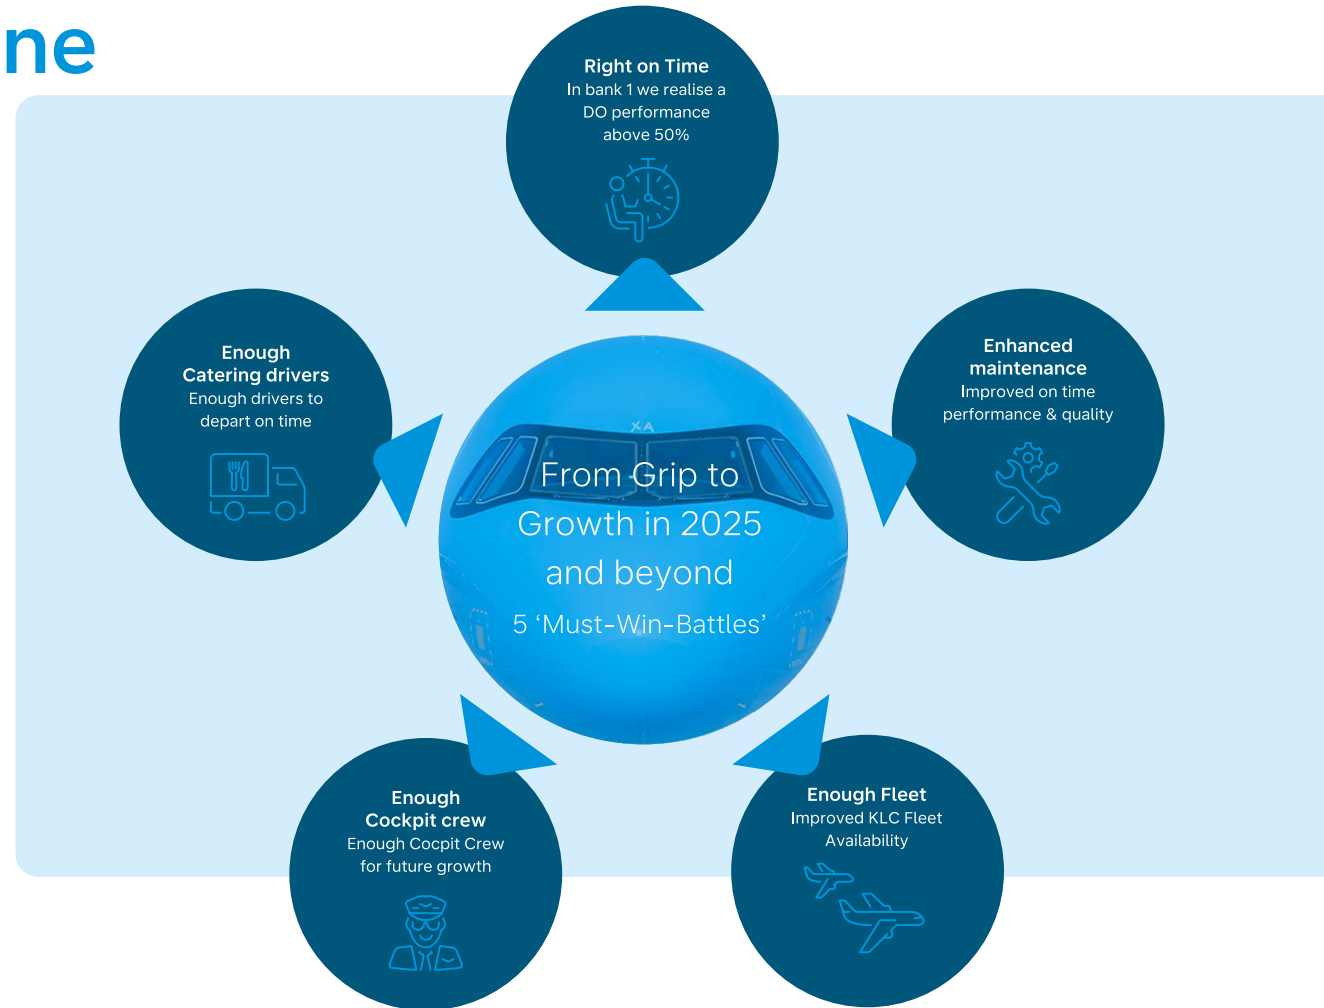 ne
Right on Time
In bank 1 we realise a
DO performance
above 50%
Enough
Catering drivers
Enough drivers to
depart on time
Enhanced
maintenance
Improved on time
performance & quality
XA
From Grip to
Growth in 2025
and beyond
5 ‘Must-Win-Battles’
Enough
Cockpit crew
Enough Cocpit Crew
for future growth
Enough Fleet
Improved KLC Fleet
Availability